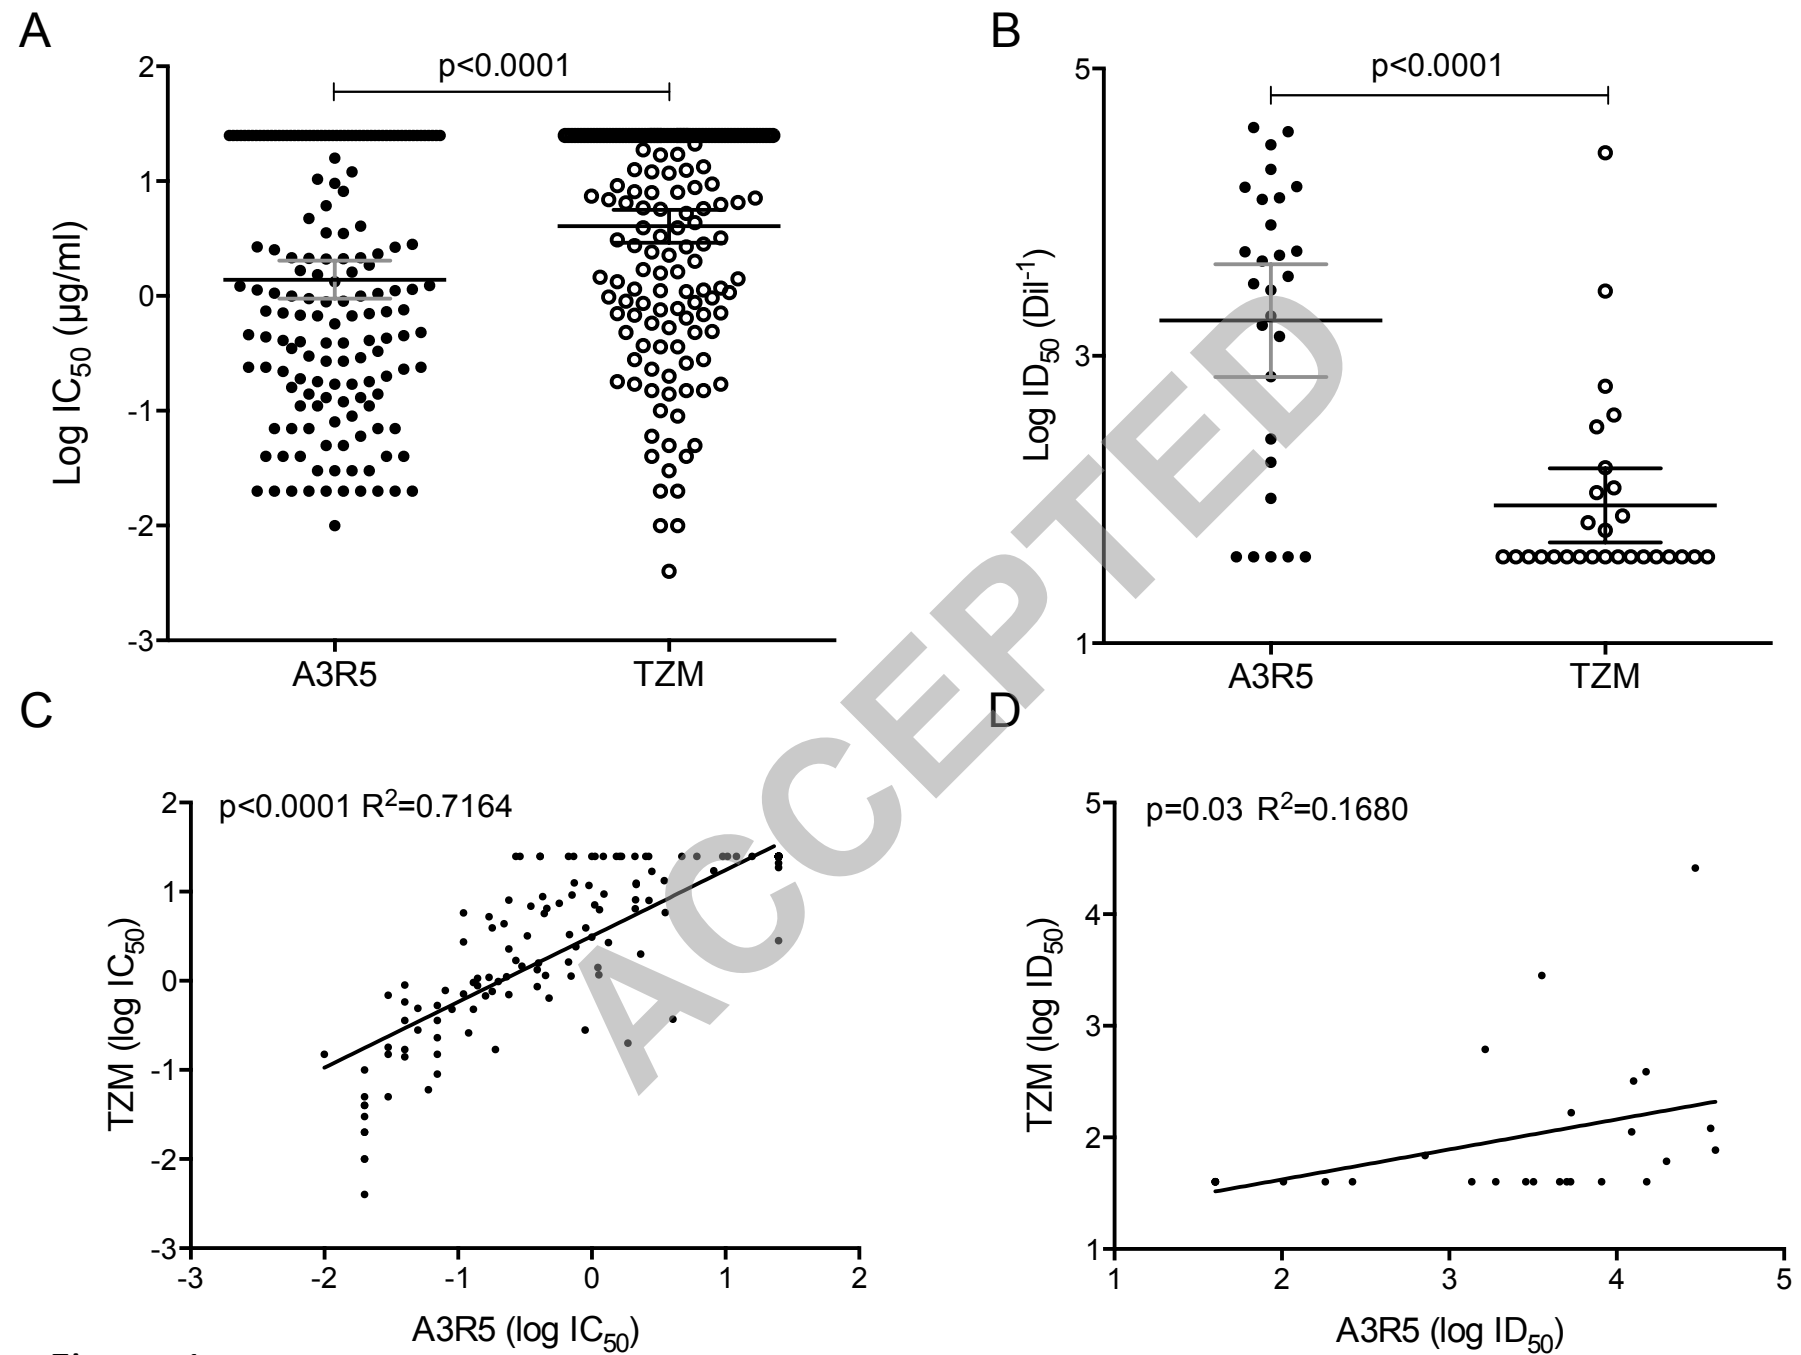 A
p<0.0001
2
1
0
-1
-2
-3
Log IC50 (µg/ml)
A3R5
TZM
B
p<0.0001
5
3
1
Log ID50 (Dil-1)
A3R5
TZM
ACCEPTED
C
p<0.0001 R2=0.7164
2
1
0
-1
-2
-3
TZM (log IC50)
-3 -2 -1 0 1 2
A3R5 (log IC50)
D
p=0.03 R2=0.1680
5
4
3
2
1
TZM (log ID50)
1 2 3 4 5
A3R5 (log ID50)